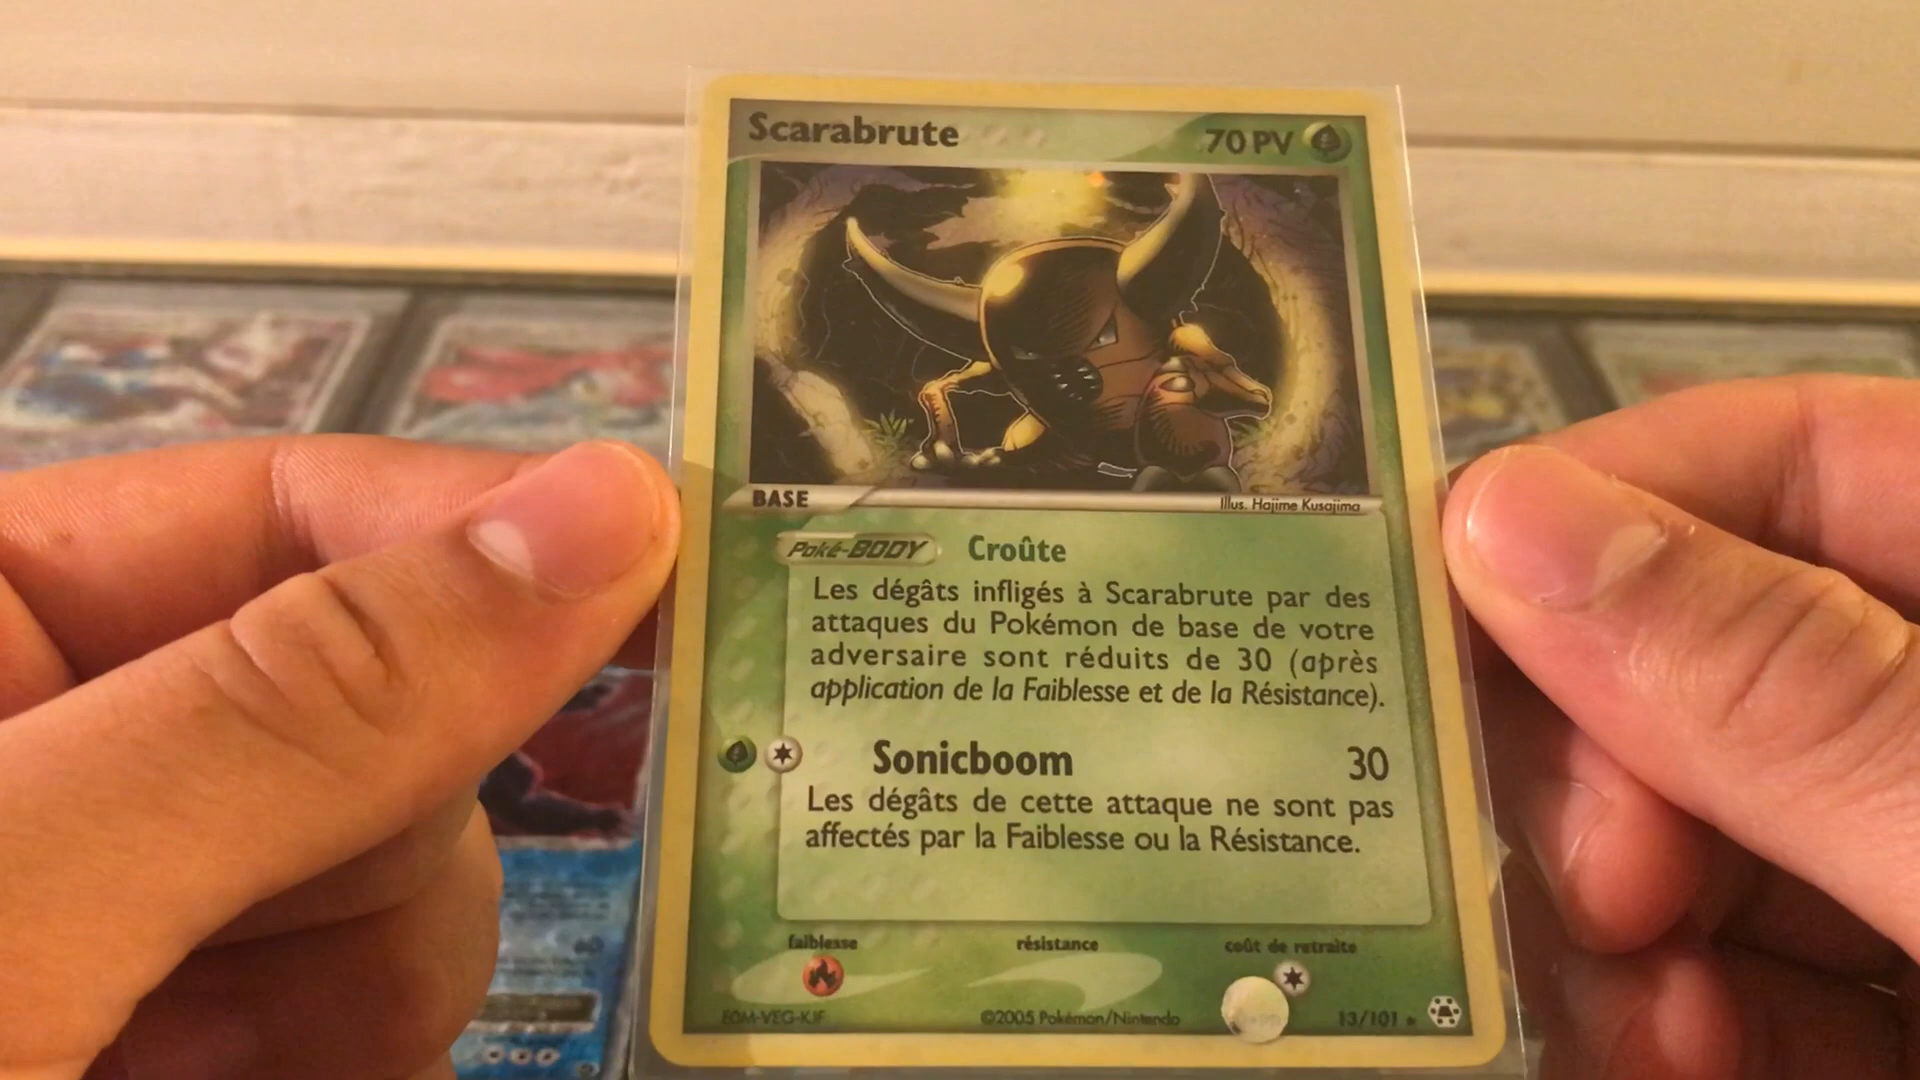 Scarabrute
70 PV
BASE
Illus. Hajime Kusajima
Poké-BODY Croûte
Les dégâts infligés à Scarabrute par des
attaques du Pokémon de base de votre
adversaire sont réduits de 30 (après
application de la Faiblesse et de la Résistance).
Sonicboom 30
Les dégâts de cette attaque ne sont pas
affectés par la Faiblesse ou la Résistance.
faiblesse résistance coût de retraite
©2005 Pokémon/Nintendo 13/101